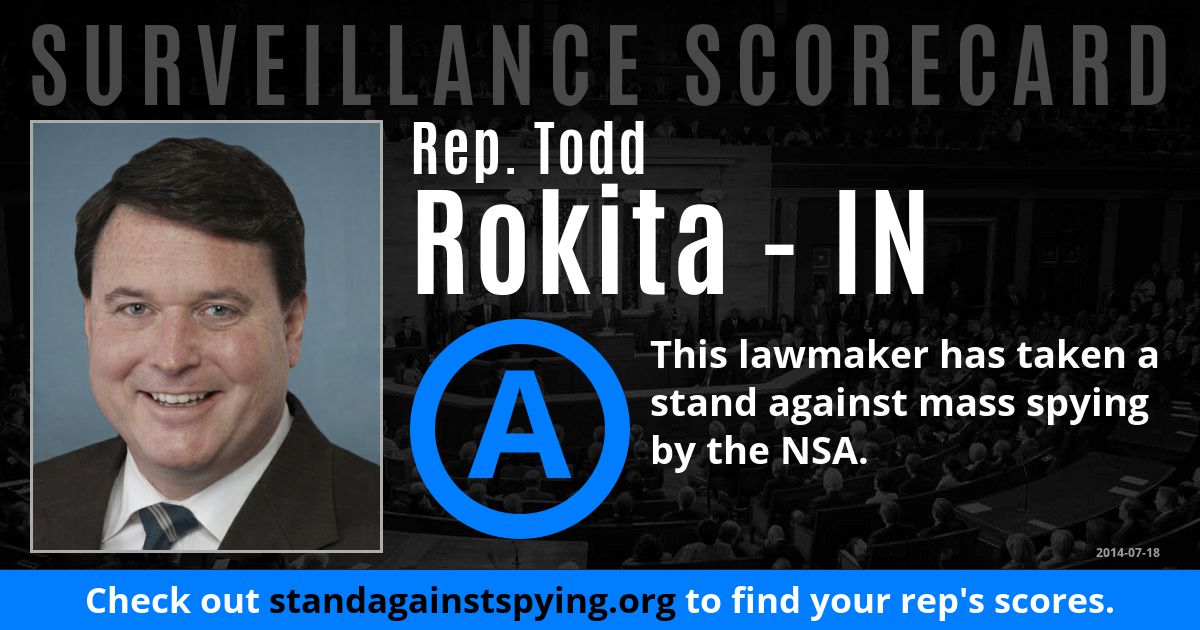 SURVEILLANCE SCORECARD
Rep. Todd
Rokita - IN
A
This lawmaker has taken a
stand against mass spying
by the NSA.
2014-07-18
Check out standagainstspying.org to find your rep's scores.